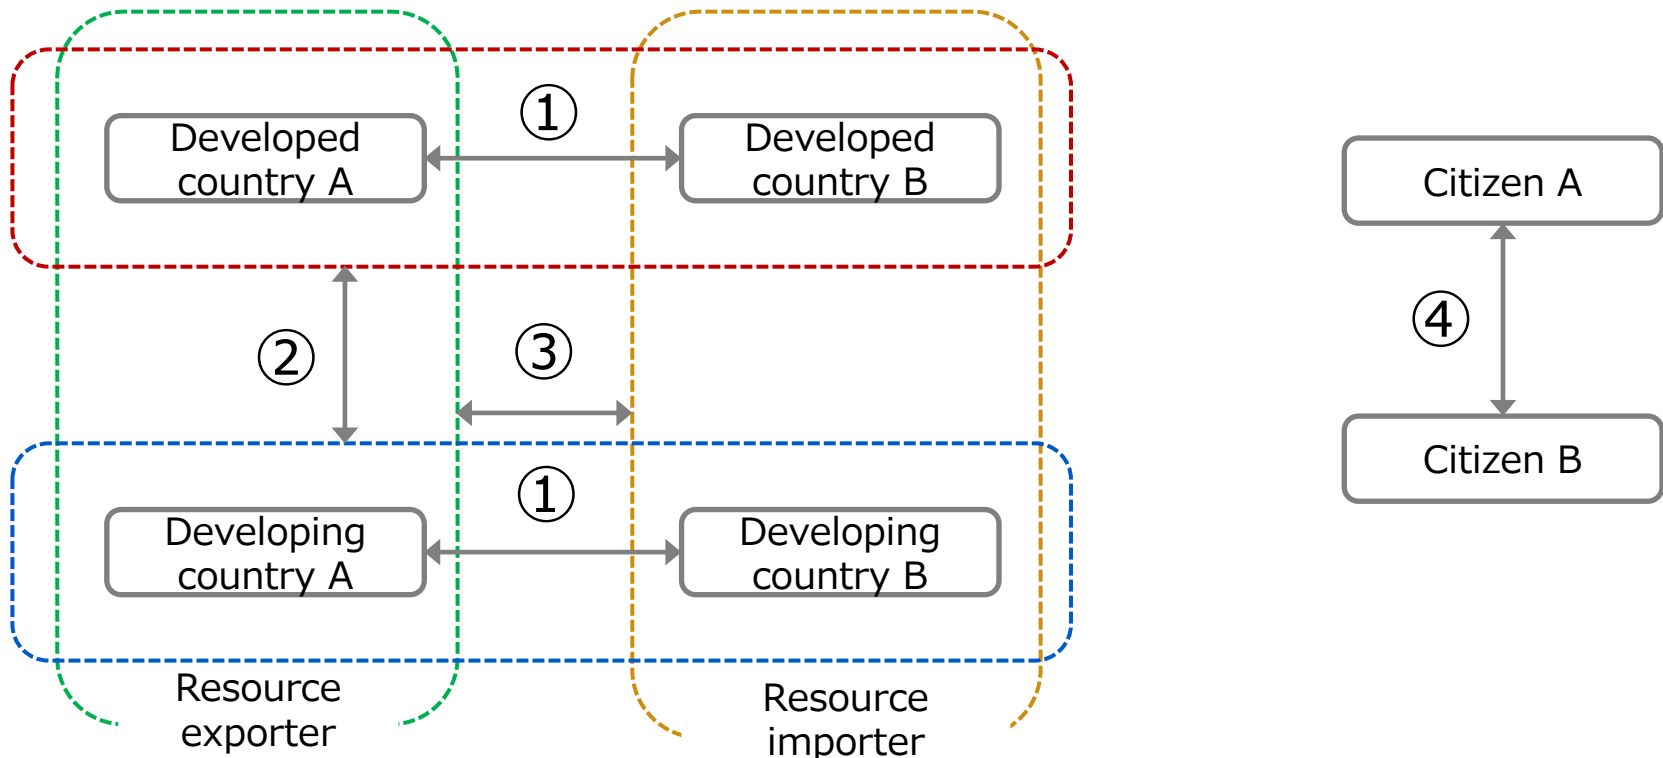 ①
Developed
country A
Developed
country B
Citizen A
②
③
④
①
Developing
country A
Developing
country B
Citizen B
Resource
exporter
Resource
importer